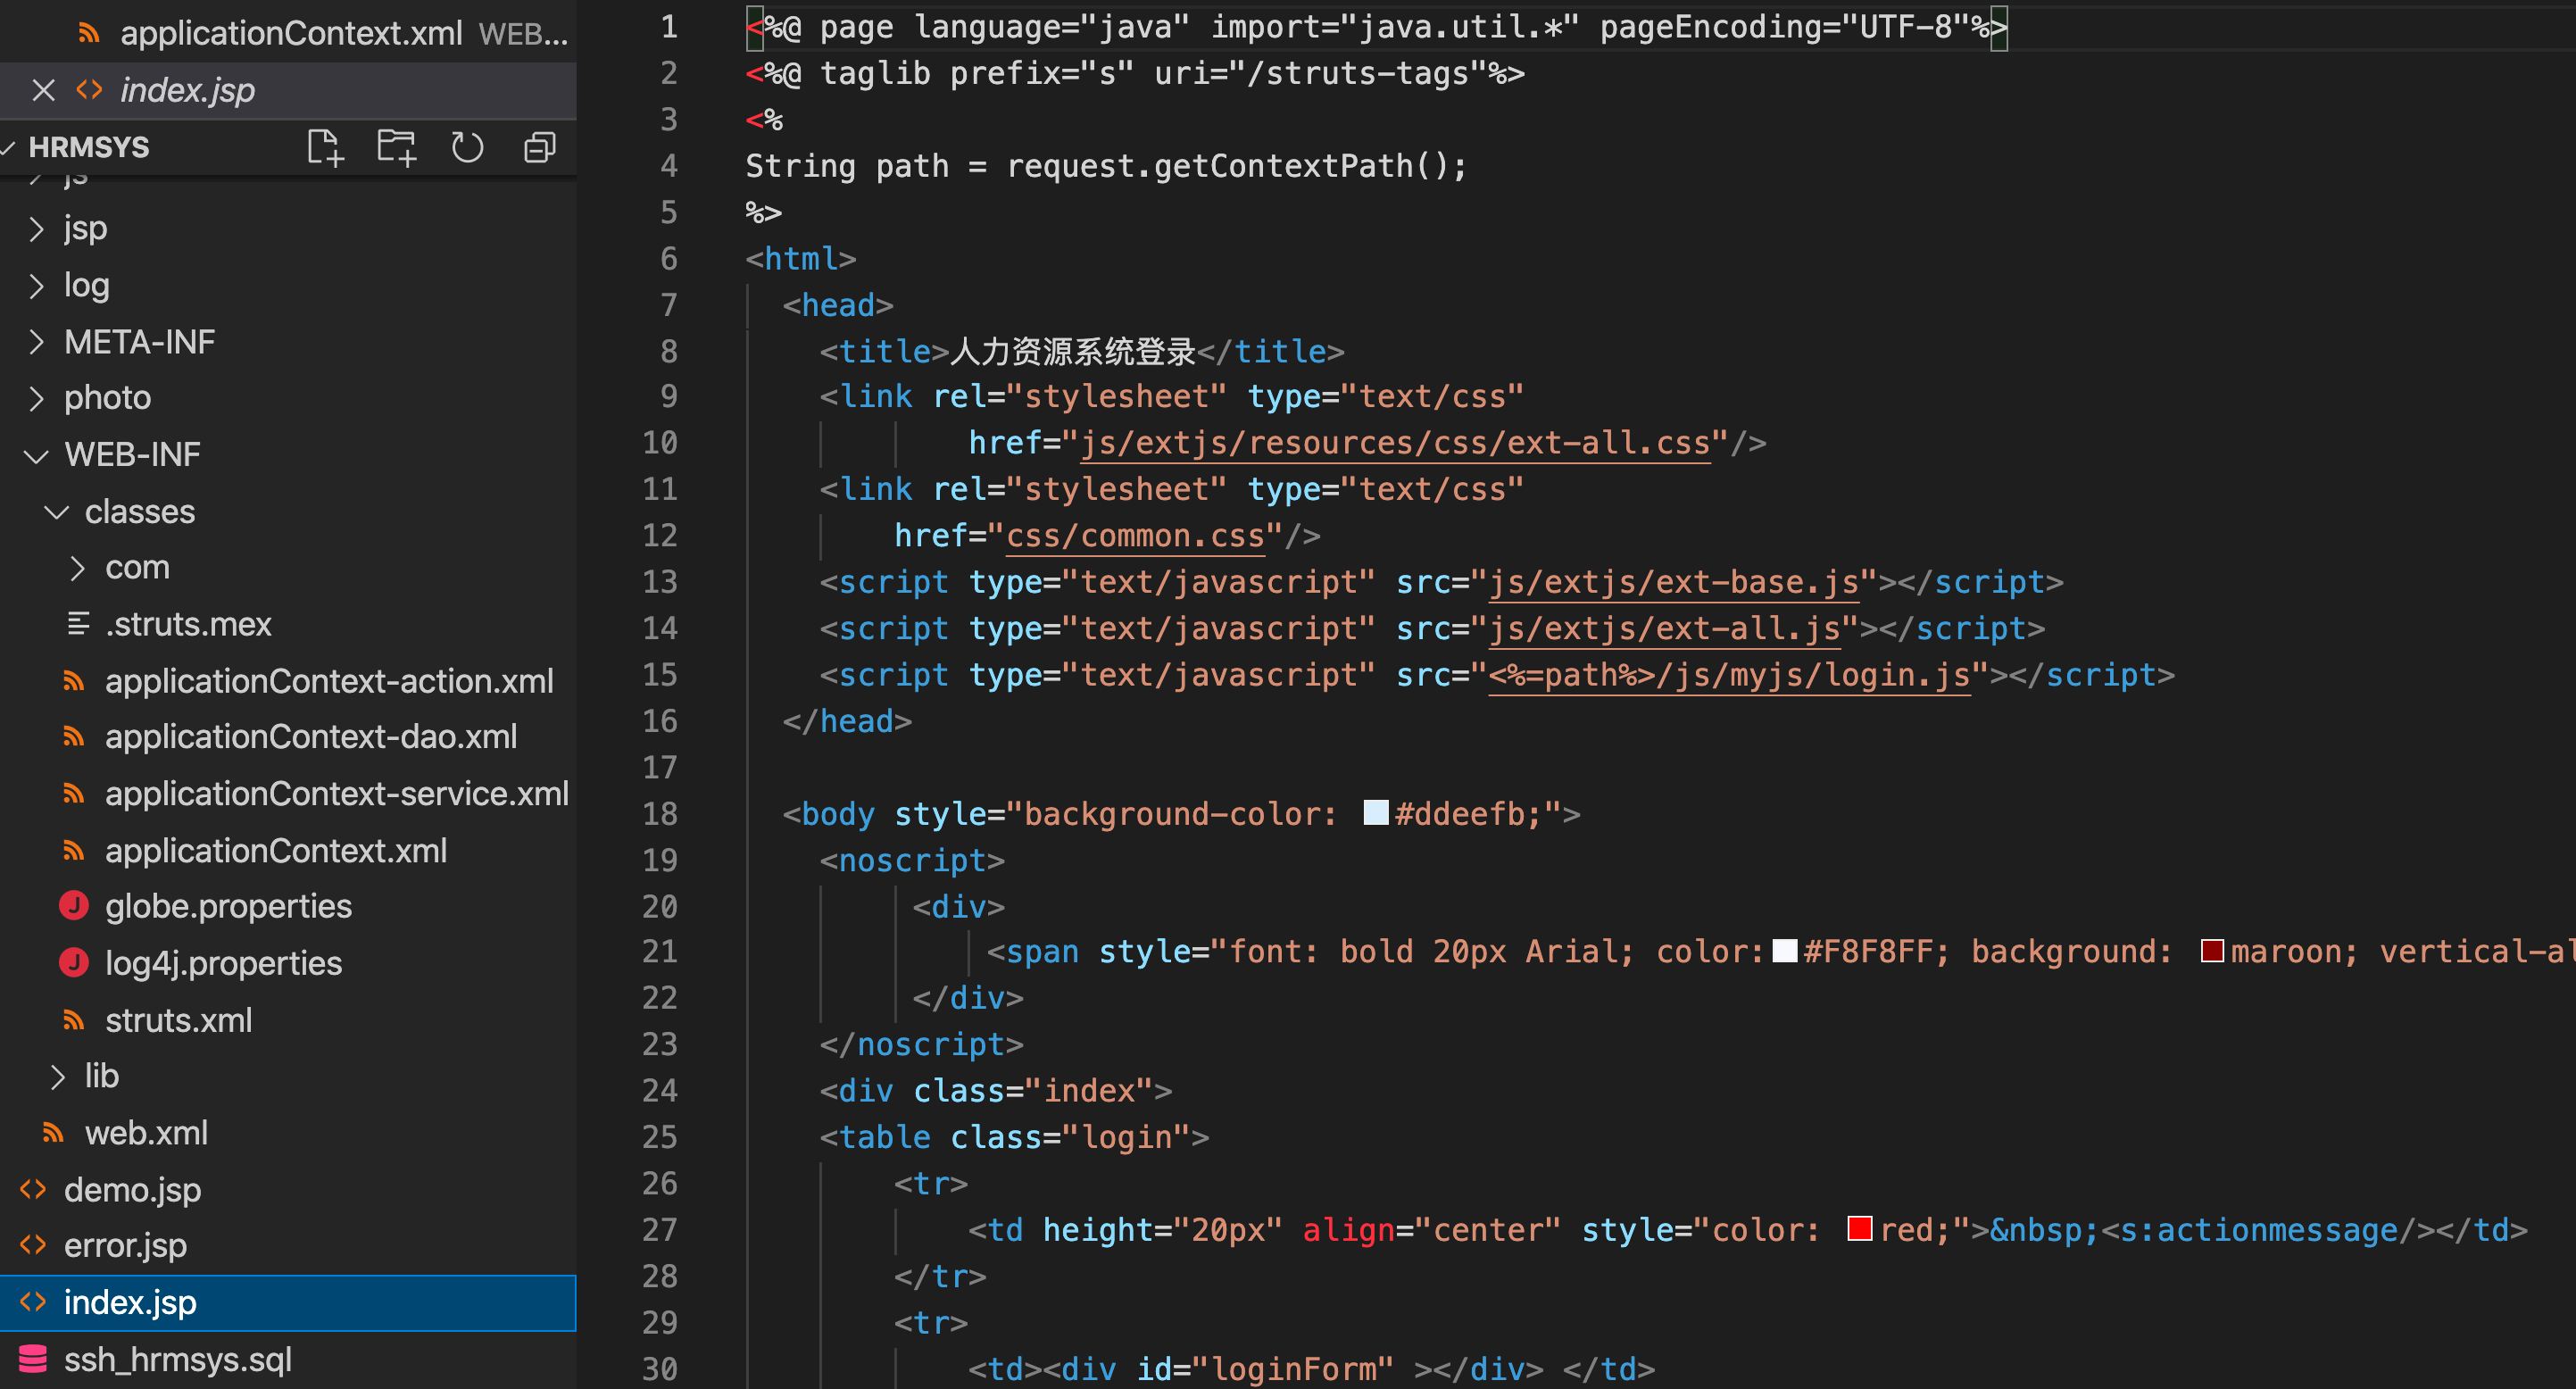 applicationContext.xml WEB...
index.jsp
HRMSYS
js
jsp
log
META-INF
photo
WEB-INF
classes
com
.struts.mex
applicationContext-action.xml
applicationContext-dao.xml
applicationContext-service.xml
applicationContext.xml
globe.properties
log4j.properties
struts.xml
lib
web.xml
demo.jsp
error.jsp
index.jsp
ssh_hrmsys.sql
1 <%@ page language="java" import="java.util.*" pageEncoding="UTF-8"%>
2 <%@ taglib prefix="s" uri="/struts-tags"%>
3 <%
4 String path = request.getContextPath();
5 %>
6 <html>
7 <head>
8 <title>人力资源系统登录</title>
9 <link rel="stylesheet" type="text/css"
10 href="js/extjs/resources/css/ext-all.css"/>
11 <link rel="stylesheet" type="text/css"
12 href="css/common.css"/>
13 <script type="text/javascript" src="js/extjs/ext-base.js"></script>
14 <script type="text/javascript" src="js/extjs/ext-all.js"></script>
15 <script type="text/javascript" src="<%=path%>/js/myjs/login.js"></script>
16 </head>
17
18 <body style="background-color: #ddeefb;">
19 <noscript>
20 <div>
21 <span style="font: bold 20px Arial; color:#F8F8FF; background: maroon; vertical-al
22 </div>
23 </noscript>
24 <div class="index">
25 <table class="login">
26 <tr>
27 <td height="20px" align="center" style="color: red;">&nbsp;<s:actionmessage/></td>
28 </tr>
29 <tr>
30 <td><div id="loginForm" ></div> </td>